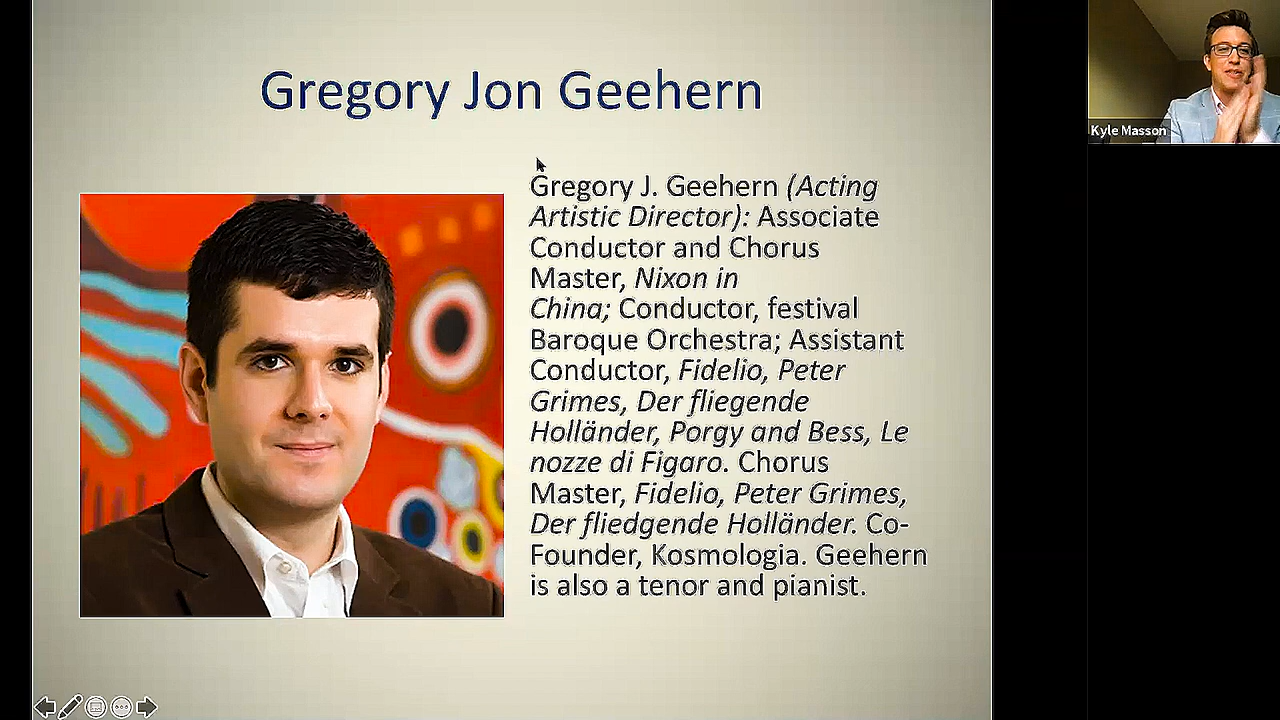 Gregory Jon Geehern
Gregory J. Geehern (Acting
Artistic Director): Associate
Conductor and Chorus
Master, Nixon in
China; Conductor, festival
Baroque Orchestra; Assistant
Conductor, Fidelio, Peter
Grimes, Der fliegende
Holländer, Porgy and Bess, Le
nozze di Figaro. Chorus
Master, Fidelio, Peter Grimes,
Der fliedgende Holländer. Co-
Founder, Kosmologia. Geehern
is also a tenor and pianist.
Kyle Masson